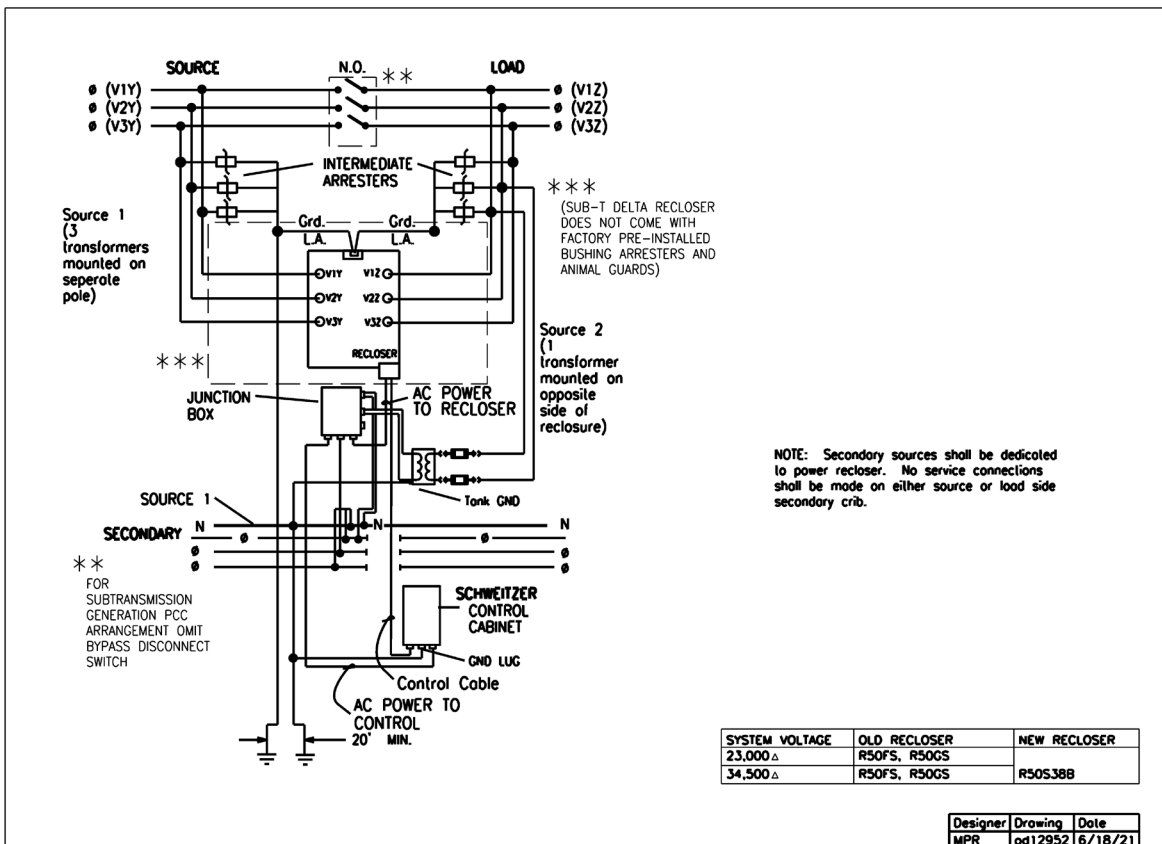 SOURCE
N.O.
**
LOAD
ø (V1Y)
ø (V2Y)
ø (V3Y)
ø (V1Z)
ø (V2Z)
ø (V3Z)
INTERMEDIATE
ARRESTERS
***
(SUB-T DELTA RECLOSER
DOES NOT COME WITH
FACTORY PRE-INSTALLED
BUSHING ARRESTERS AND
ANIMAL GUARDS)
Source 1
(3
transformers
mounted on
seperate
pole)
Grd.
L.A.
Grd.
L.A.
V1Y
V1Z
V2Y
V2Z
V3Y
V3Z
RECLOSER
***
Source 2
(1
transformer
mounted on
opposite
side of
reclosure)
JUNCTION
BOX
AC POWER
TO RECLOSER
NOTE: Secondary sources shall be dedicated
to power recloser. No service connections
shall be made on either source or load side
secondary crib.
Tank GND
SOURCE 1
SECONDARY
N
N
N
ø
ø
ø
ø
ø
ø
**
FOR
SUBTRANSMISSION
GENERATION PCC
ARRANGEMENT OMIT
BYPASS DISCONNECT
SWITCH
SCHWEITZER
CONTROL
CABINET
GND LUG
Control Cable
AC POWER TO
CONTROL
20' MIN.
SYSTEM VOLTAGE OLD RECLOSER NEW RECLOSER
23,000 Δ R50FS, R50GS
34,500 Δ R50FS, R50GS R50S38B
Designer Drawing Date
MPR od12952 6/18/21